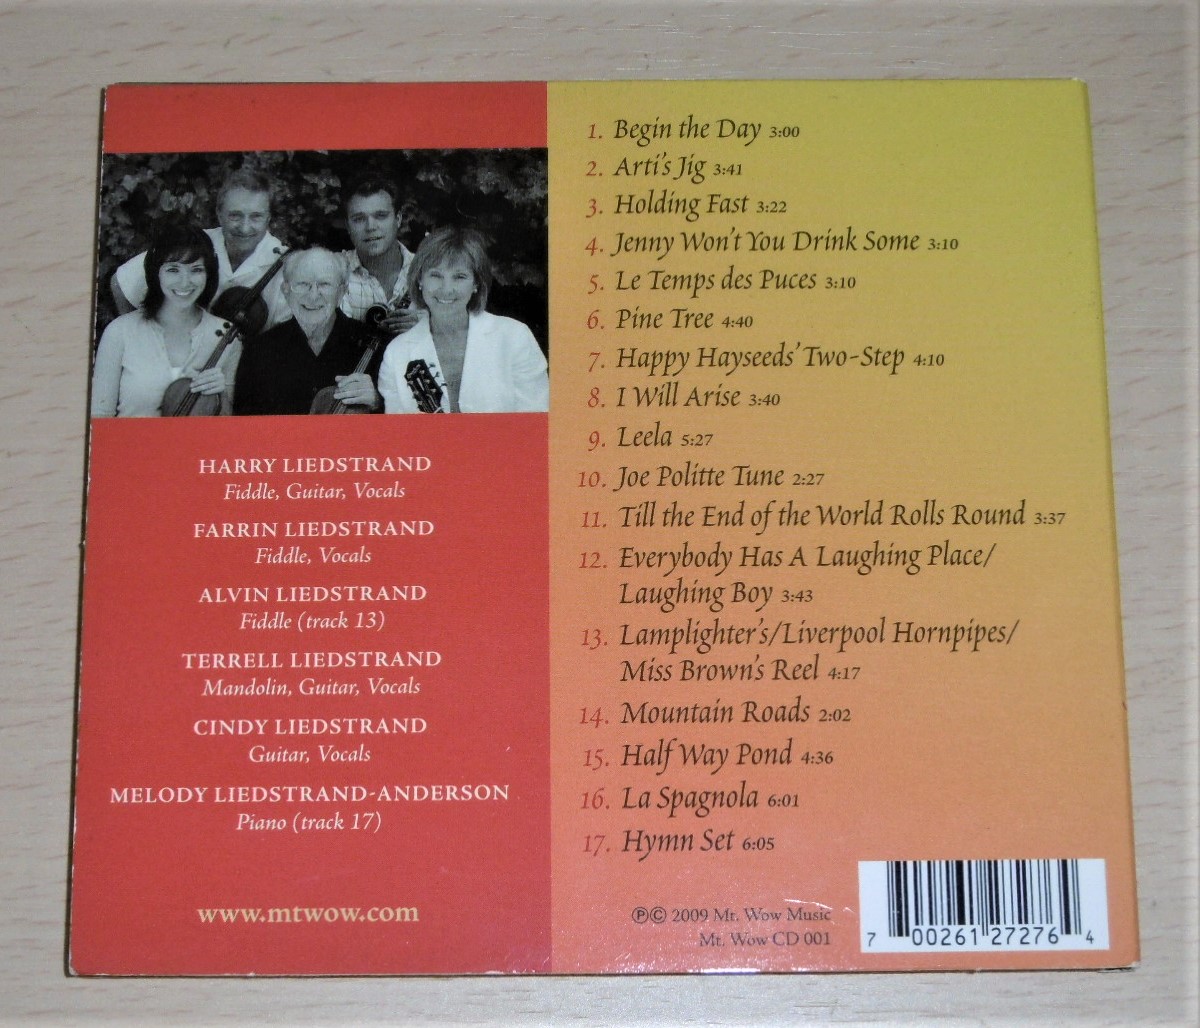 HARRY LIEDSTRAND
Fiddle, Guitar, Vocals
FARRIN LIEDSTRAND
Fiddle, Vocals
ALVIN LIEDSTRAND
Fiddle (track 13)
TERRELL LIEDSTRAND
Mandolin, Guitar, Vocals
CINDY LIEDSTRAND
Guitar, Vocals
MELODY LIEDSTRAND-ANDERSON
Piano (track 17)
www.mtwow.com
1. Begin the Day 3:00
2. Arti's Jig 3:41
3. Holding Fast 3:22
4. Jenny Won't You Drink Some 3:10
5. Le Temps des Puces 3:10
6. Pine Tree 4:40
7. Happy Hayseeds' Two-Step 4:10
8. I Will Arise 3:40
9. Leela 5:27
10. Joe Politte Tune 2:27
11. Till the End of the World Rolls Round 3:37
12. Everybody Has A Laughing Place/
Laughing Boy 3:43
13. Lamplighter's/Liverpool Hornpipes/
Miss Brown's Reel 4:17
14. Mountain Roads 2:02
15. Half Way Pond 4:36
16. La Spagnola 6:01
17. Hymn Set 6:05
℗© 2009 Mt. Wow Music
Mt. Wow CD 001
7 00261 27276 4